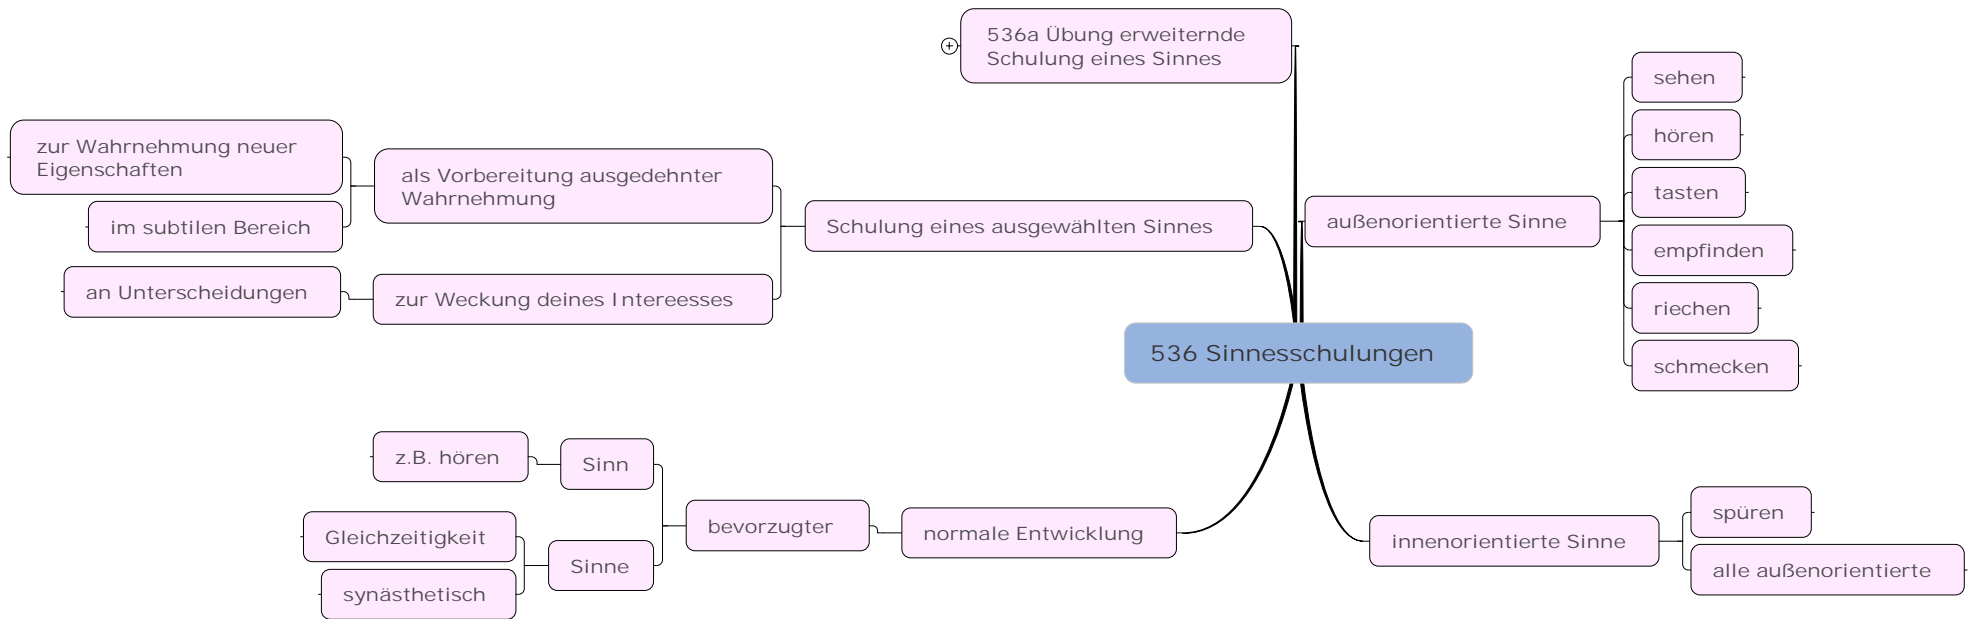 536a Übung erweiternde
Schulung eines Sinnes
sehen
hören
tasten
empfinden
riechen
schmecken
außenorientierte Sinne
zur Wahrnehmung neuer
Eigenschaften
im subtilen Bereich
als Vorbereitung ausgedehnter
Wahrnehmung
Schulung eines ausgewählten Sinnes
an Unterscheidungen
zur Weckung deines Intereesses
536 Sinnesschulungen
z.B. hören
Sinn
Gleichzeitigkeit
synästhetisch
Sinne
bevorzugter
normale Entwicklung
innenorientierte Sinne
spüren
alle außenorientierte